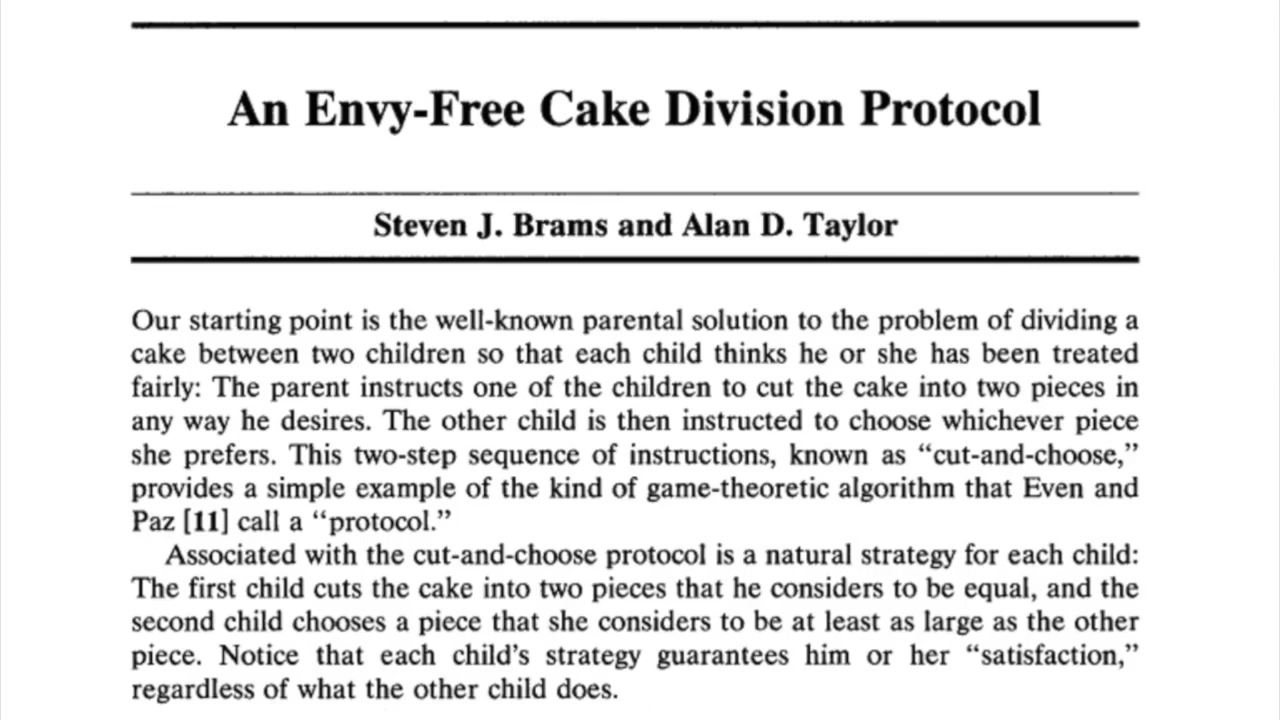 An Envy-Free Cake Division Protocol
Steven J. Brams and Alan D. Taylor
Our starting point is the well-known parental solution to the problem of dividing a
cake between two children so that each child thinks he or she has been treated
fairly: The parent instructs one of the children to cut the cake into two pieces in
any way he desires. The other child is then instructed to choose whichever piece
she prefers. This two-step sequence of instructions, known as “cut-and-choose,”
provides a simple example of the kind of game-theoretic algorithm that Even and
Paz [11] call a “protocol.”
Associated with the cut-and-choose protocol is a natural strategy for each child:
The first child cuts the cake into two pieces that he considers to be equal, and the
second child chooses a piece that she considers to be at least as large as the other
piece. Notice that each child’s strategy guarantees him or her “satisfaction,”
regardless of what the other child does.